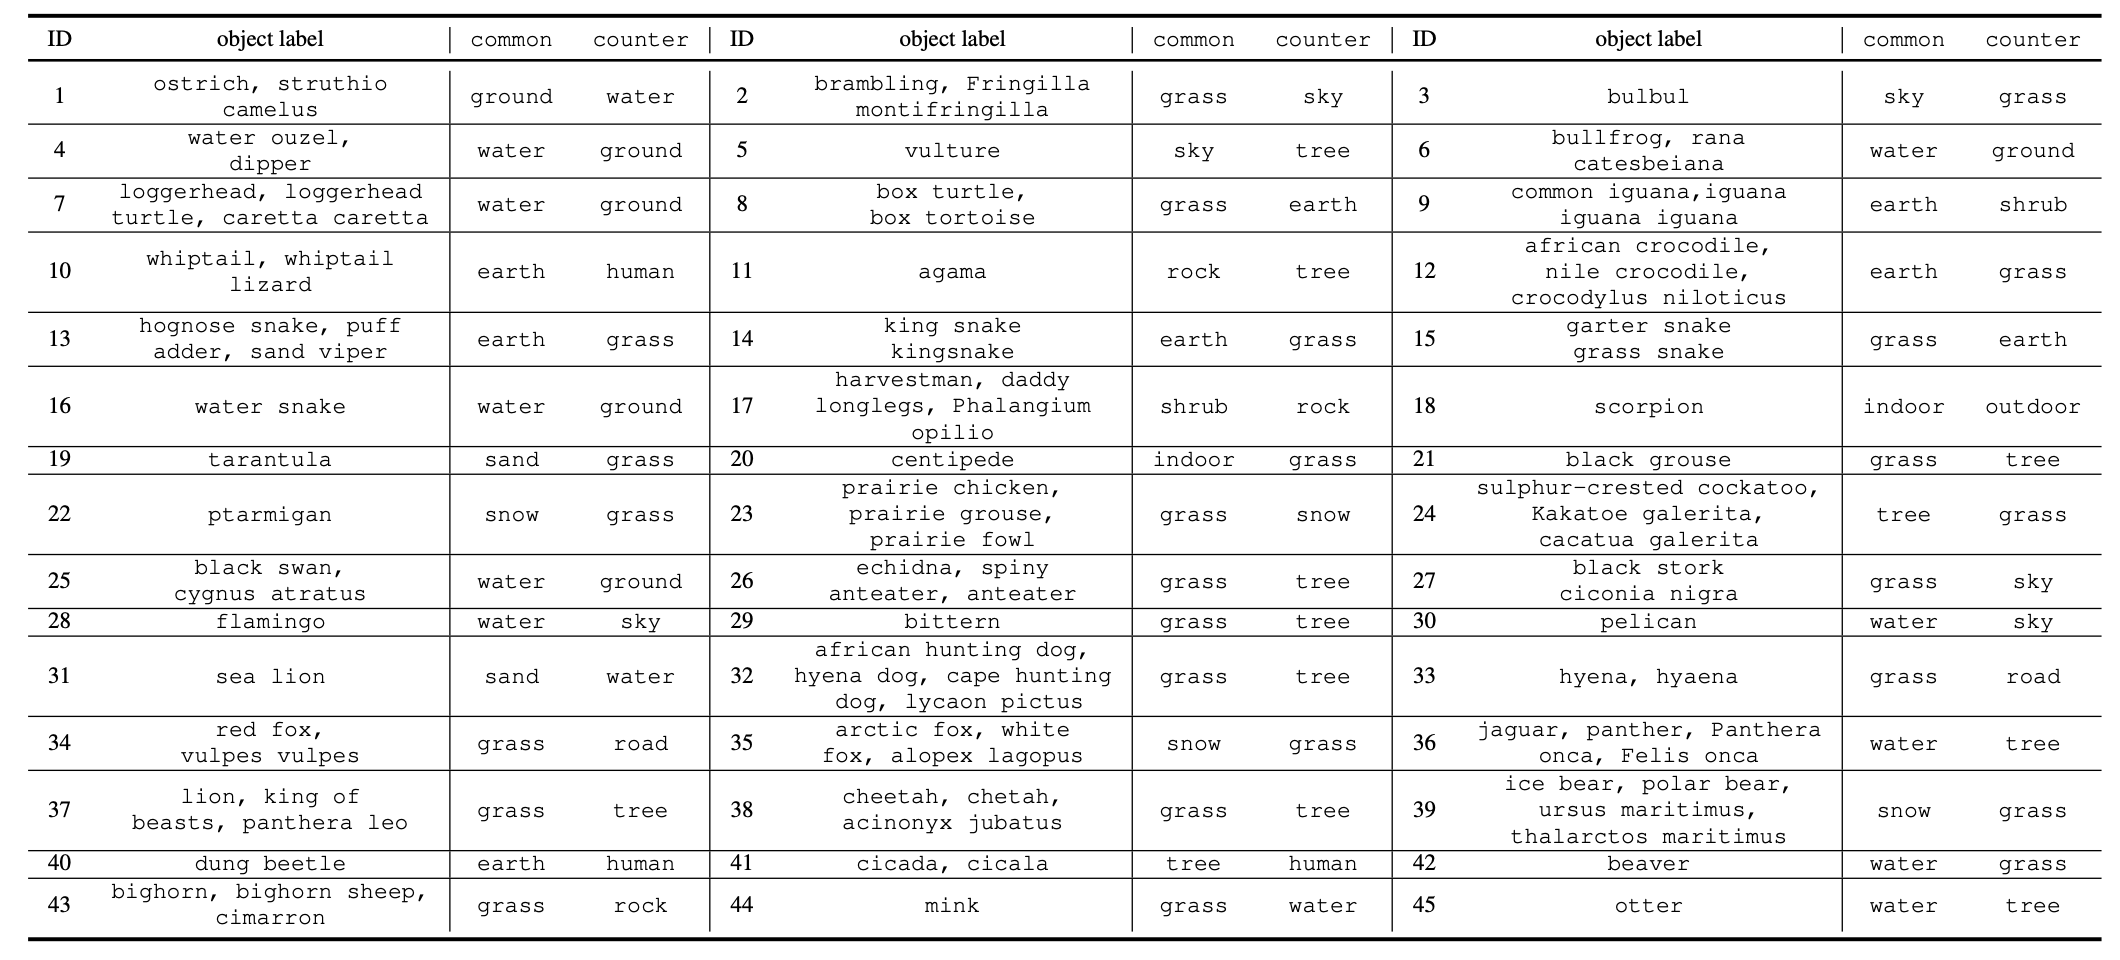 ID object label common counter ID object label common counter ID object label common counter
1 ostrich, struthio camelus ground water 2 brambling, Fringilla montifringilla grass sky 3 bulbul sky grass
4 water ouzel, dipper water ground 5 vulture sky tree 6 bullfrog, rana catesbeiana water ground
7 loggerhead, loggerhead turtle, caretta caretta water ground 8 box turtle, box tortoise grass earth 9 common iguana,iguana iguana iguana earth shrub
10 whiptail, whiptail lizard earth human 11 agama rock tree 12 african crocodile, nile crocodile, crocodylus niloticus earth grass
13 hognose snake, puff adder, sand viper earth grass 14 king snake kingsnake earth grass 15 garter snake grass snake grass earth
16 water snake water ground 17 harvestman, daddy longlegs, Phalangium opilio shrub rock 18 scorpion indoor outdoor
19 tarantula sand grass 20 centipede indoor grass 21 black grouse grass tree
22 ptarmigan snow grass 23 prairie chicken, prairie grouse, prairie fowl grass snow 24 sulphur-crested cockatoo, Kakatoe galerita, cacatua galerita tree grass
25 black swan, cygnus atratus water ground 26 echidna, spiny anteater, anteater grass tree 27 black stork ciconia nigra grass sky
28 flamingo water sky 29 bittern grass tree 30 pelican water sky
31 sea lion sand water 32 african hunting dog, hyena dog, cape hunting dog, lycaon pictus grass tree 33 hyena, hyaena grass road
34 red fox, vulpes vulpes grass road 35 arctic fox, white fox, alopex lagopus snow grass 36 jaguar, panther, Panthera onca, Felis onca water tree
37 lion, king of beasts, panthera leo grass tree 38 cheetah, chetah, acinonyx jubatus grass tree 39 ice bear, polar bear, ursus maritimus, thalarctos maritimus snow grass
40 dung beetle earth human 41 cicada, cicala tree human 42 beaver water grass
43 bighorn, bighorn sheep, cimarron grass rock 44 mink grass water 45 otter water tree